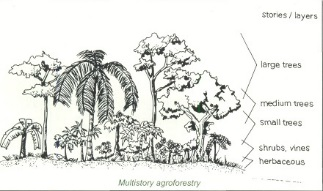 stories / layers
large trees
medium trees
small trees
shrubs, vines
herbaceous
Multistory agroforestry